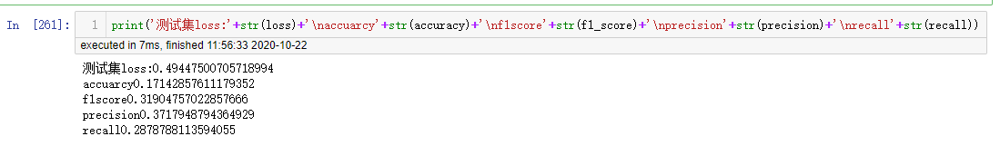 In [261]: 1 print('测试集loss:'+str(loss)+'\naccuarcy'+str(accuracy)+'\nf1score'+str(f1_score)+'\nprecision'+str(precision)+'\nrecall'+str(recall))
executed in 7ms, finished 11:56:33 2020-10-22
测试集loss:0.49447500705718994
accuarcy0.17142857611179352
f1score0.31904757022857666
precision0.3717948794364929
recall0.2878788113594055